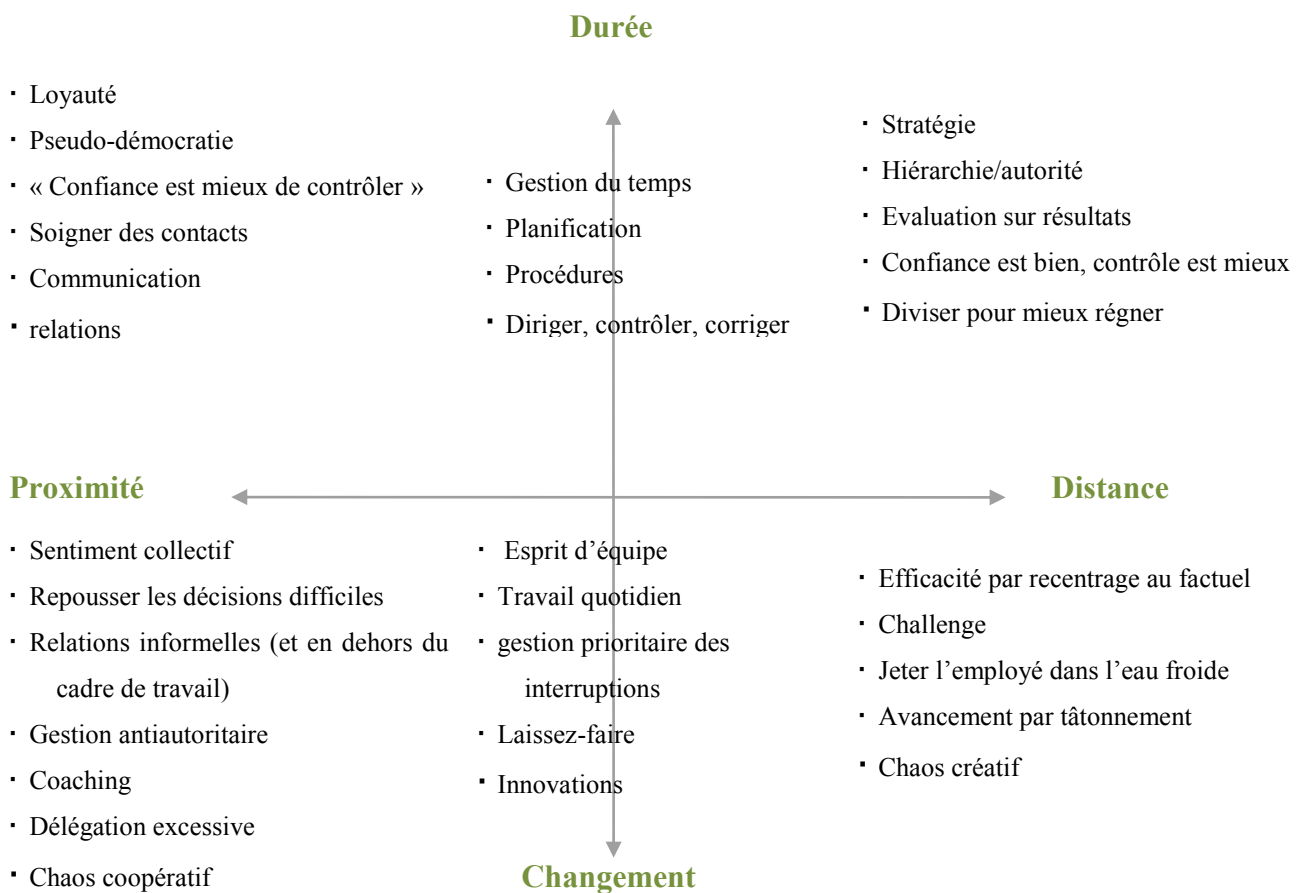 Durée
· Loyauté
· Pseudo-démocratie
· « Confiance est mieux de contrôler »
· Soigner des contacts
· Communication
· relations
· Gestion du temps
· Planification
· Procédures
· Diriger, contrôler, corriger
· Stratégie
· Hiérarchie/autorité
· Evaluation sur résultats
· Confiance est bien, contrôle est mieux
· Diviser pour mieux régner
Proximité
Distance
· Sentiment collectif
· Repousser les décisions difficiles
· Relations informelles (et en dehors du
cadre de travail)
· Gestion antiautoritaire
· Coaching
· Délégation excessive
· Chaos coopératif
· Esprit d’équipe
· Travail quotidien
· gestion prioritaire des
interruptions
· Laissez-faire
· Innovations
· Efficacité par recentrage au factuel
· Challenge
· Jeter l’employé dans l’eau froide
· Avancement par tâtonnement
· Chaos créatif
Changement